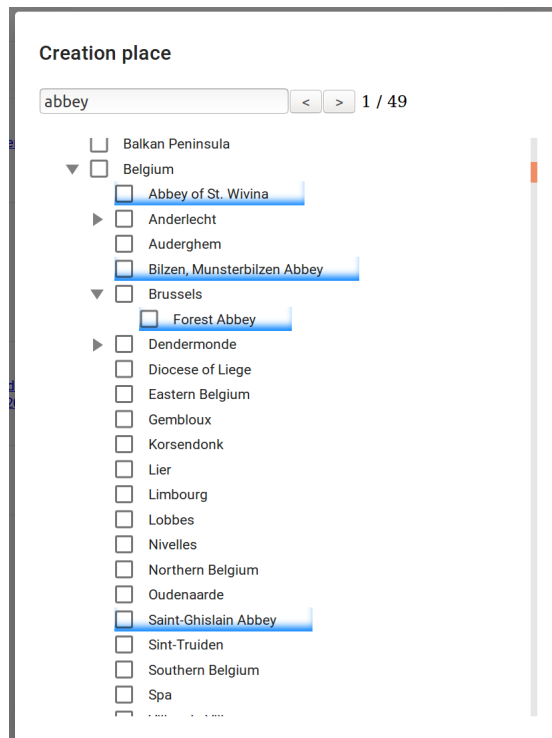 Creation place
abbey < > 1 / 49
Balkan Peninsula
Belgium
Abbey of St. Wivina
Anderlecht
Auderghem
Bilzen, Munsterbilzen Abbey
Brussels
Forest Abbey
Dendermonde
Diocese of Liege
Eastern Belgium
Gembloux
Korsendonk
Lier
Limbourg
Lobbes
Nivelles
Northern Belgium
Oudenaarde
Saint-Ghislain Abbey
Sint-Truiden
Southern Belgium
Spa